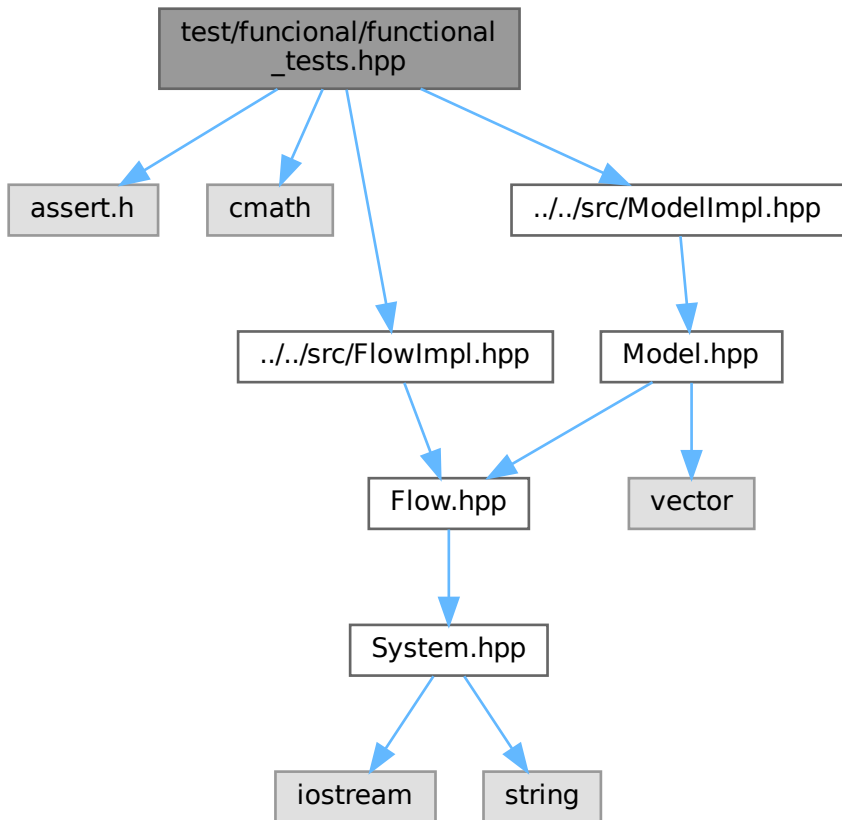 test/funcional/functional
_tests.hpp
assert.h
cmath
../../src/ModelImpl.hpp
../../src/FlowImpl.hpp
Model.hpp
Flow.hpp
vector
System.hpp
iostream
string